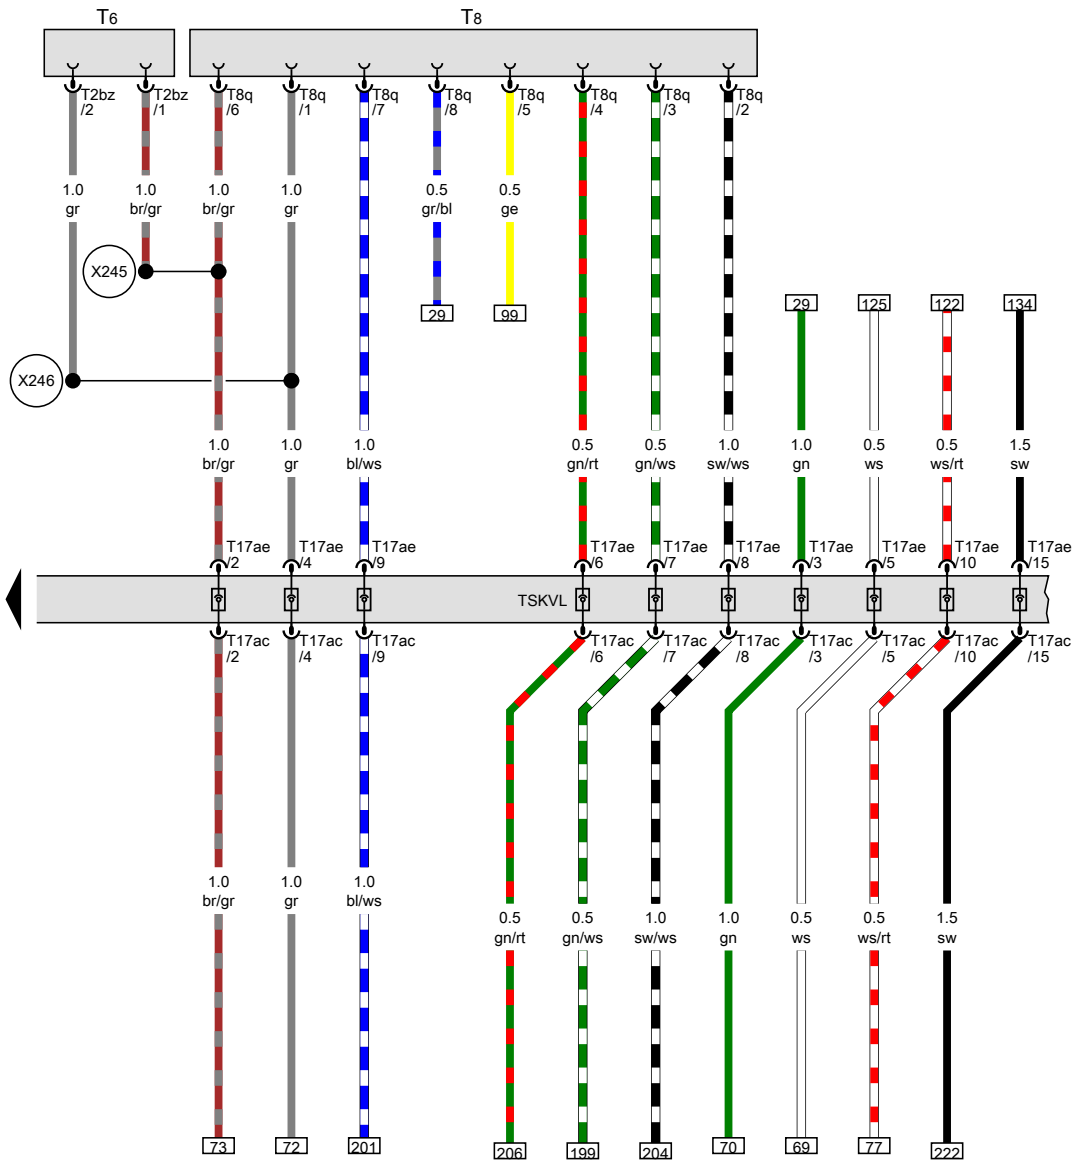 T6 T8
T2bz T2bz T8q T8q T8q T8q T8q T8q T8q T8q
/2 /1 /6 /1 /7 /8 /5 /4 /3 /2
1.0 1.0 1.0 1.0 0.5 0.5
gr br/gr br/gr gr gr/bl ge
X245
29 99 29 125 122 134
X246
1.0 1.0 1.0 0.5 0.5 1.0 1.0 0.5 0.5 1.5
br/gr gr bl/ws gn/rt gn/ws sw/ws gn ws ws/rt sw
T17ae T17ae T17ae T17ae T17ae T17ae T17ae T17ae T17ae T17ae
/2 /4 /9 /6 /7 /8 /3 /5 /10 /15
TSKVL
T17ac T17ac T17ac T17ac T17ac T17ac T17ac T17ac T17ac T17ac
/2 /4 /9 /6 /7 /8 /3 /5 /10 /15
1.0 1.0 1.0
br/gr gr bl/ws
0.5 0.5 1.0 1.0 0.5 0.5 1.5
gn/rt gn/ws sw/ws gn ws ws/rt sw
73 72 201 206 199 204 70 69 77 222